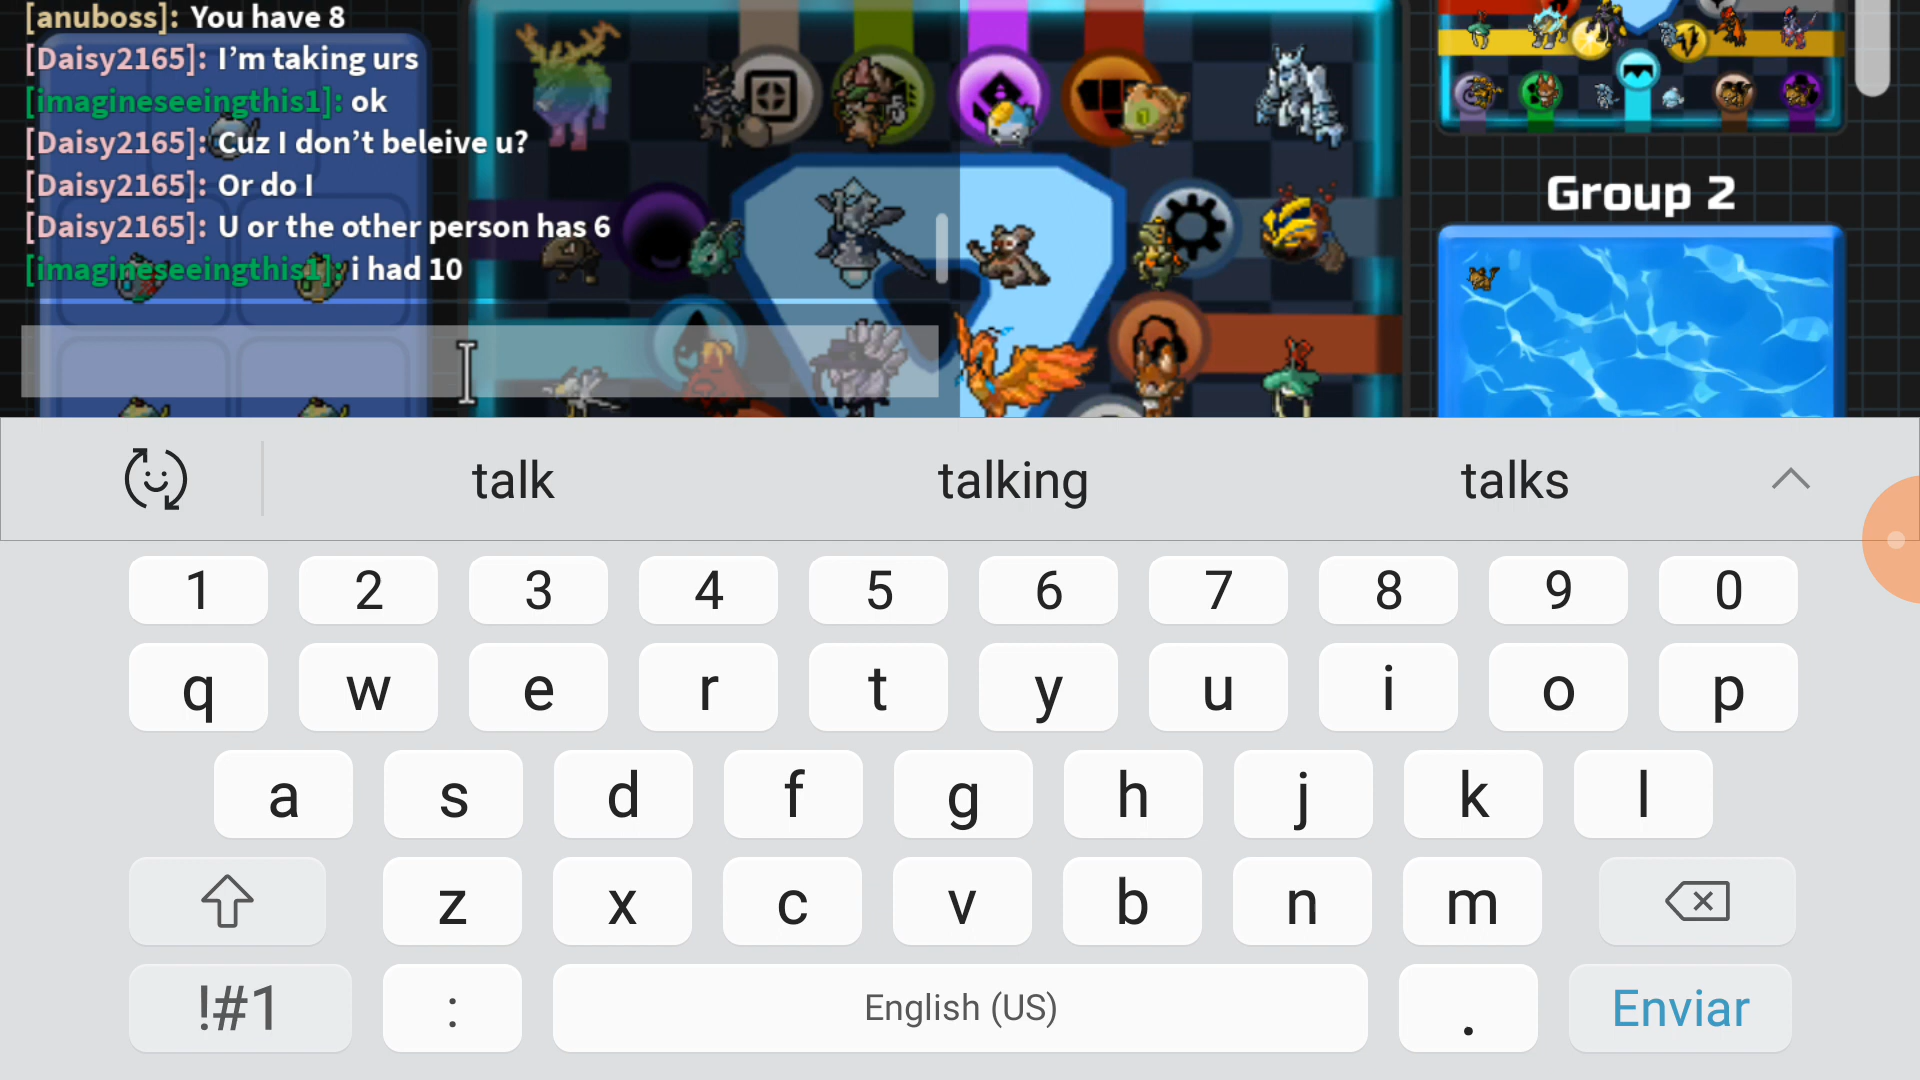 [anuboss]: You have 8
[Daisy2165]: I’m taking urs
[imagineseeingthis1]: ok
[Daisy2165]: Cuz I don’t beleive u?
[Daisy2165]: Or do I
[Daisy2165]: U or the other person has 6
[imagineseeingthis1]: i had 10
Group 2
talk talking talks
1 2 3 4 5 6 7 8 9 0
q w e r t y u i o p
a s d f g h j k l
z x c v b n m
!#1 : English (US) . Enviar